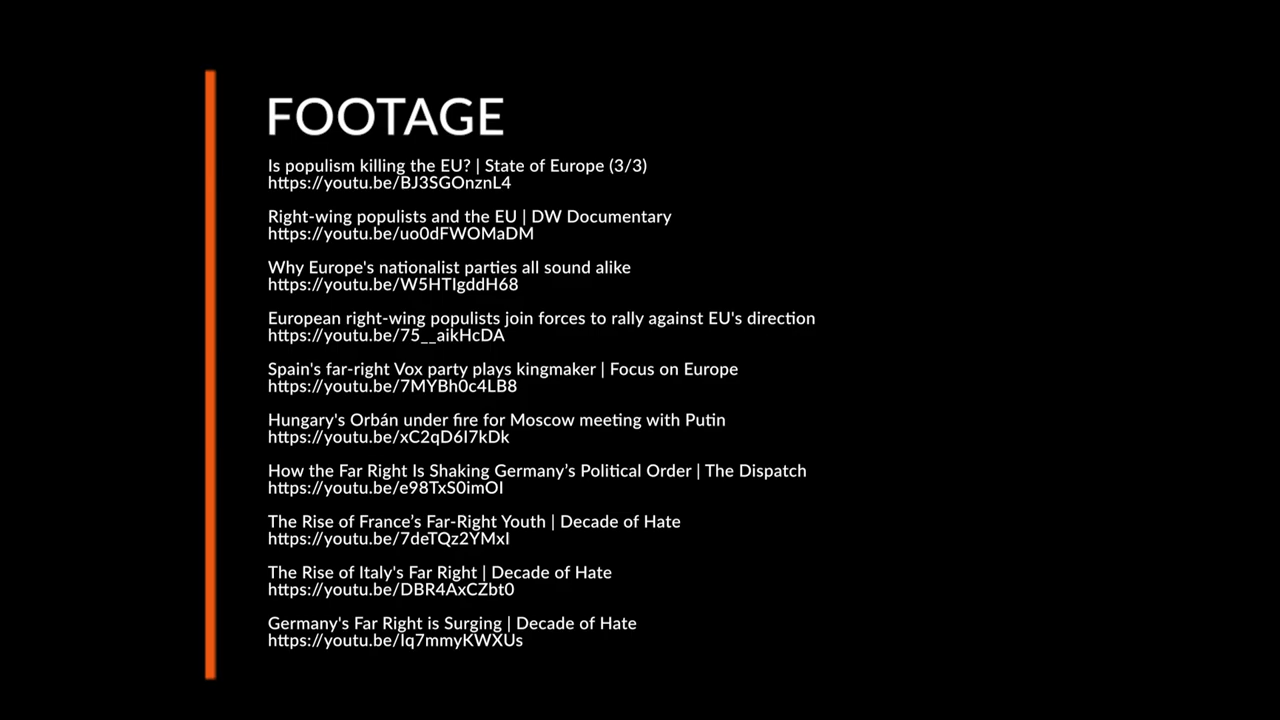 FOOTAGE
Is populism killing the EU? | State of Europe (3/3)
https://youtu.be/BJ3SGOnznL4
Right-wing populists and the EU | DW Documentary
https://youtu.be/uo0dFWOMaDM
Why Europe's nationalist parties all sound alike
https://youtu.be/W5HTIgddH68
European right-wing populists join forces to rally against EU's direction
https://youtu.be/75__aikHcDA
Spain's far-right Vox party plays kingmaker | Focus on Europe
https://youtu.be/7MYBh0c4LB8
Hungary's Orbán under fire for Moscow meeting with Putin
https://youtu.be/xC2qD6I7kDk
How the Far Right Is Shaking Germany’s Political Order | The Dispatch
https://youtu.be/e98TxS0imOI
The Rise of France’s Far-Right Youth | Decade of Hate
https://youtu.be/7deTQz2YMxI
The Rise of Italy's Far Right | Decade of Hate
https://youtu.be/DBR4AxCZbt0
Germany's Far Right is Surging | Decade of Hate
https://youtu.be/Iq7mmyKWXUs